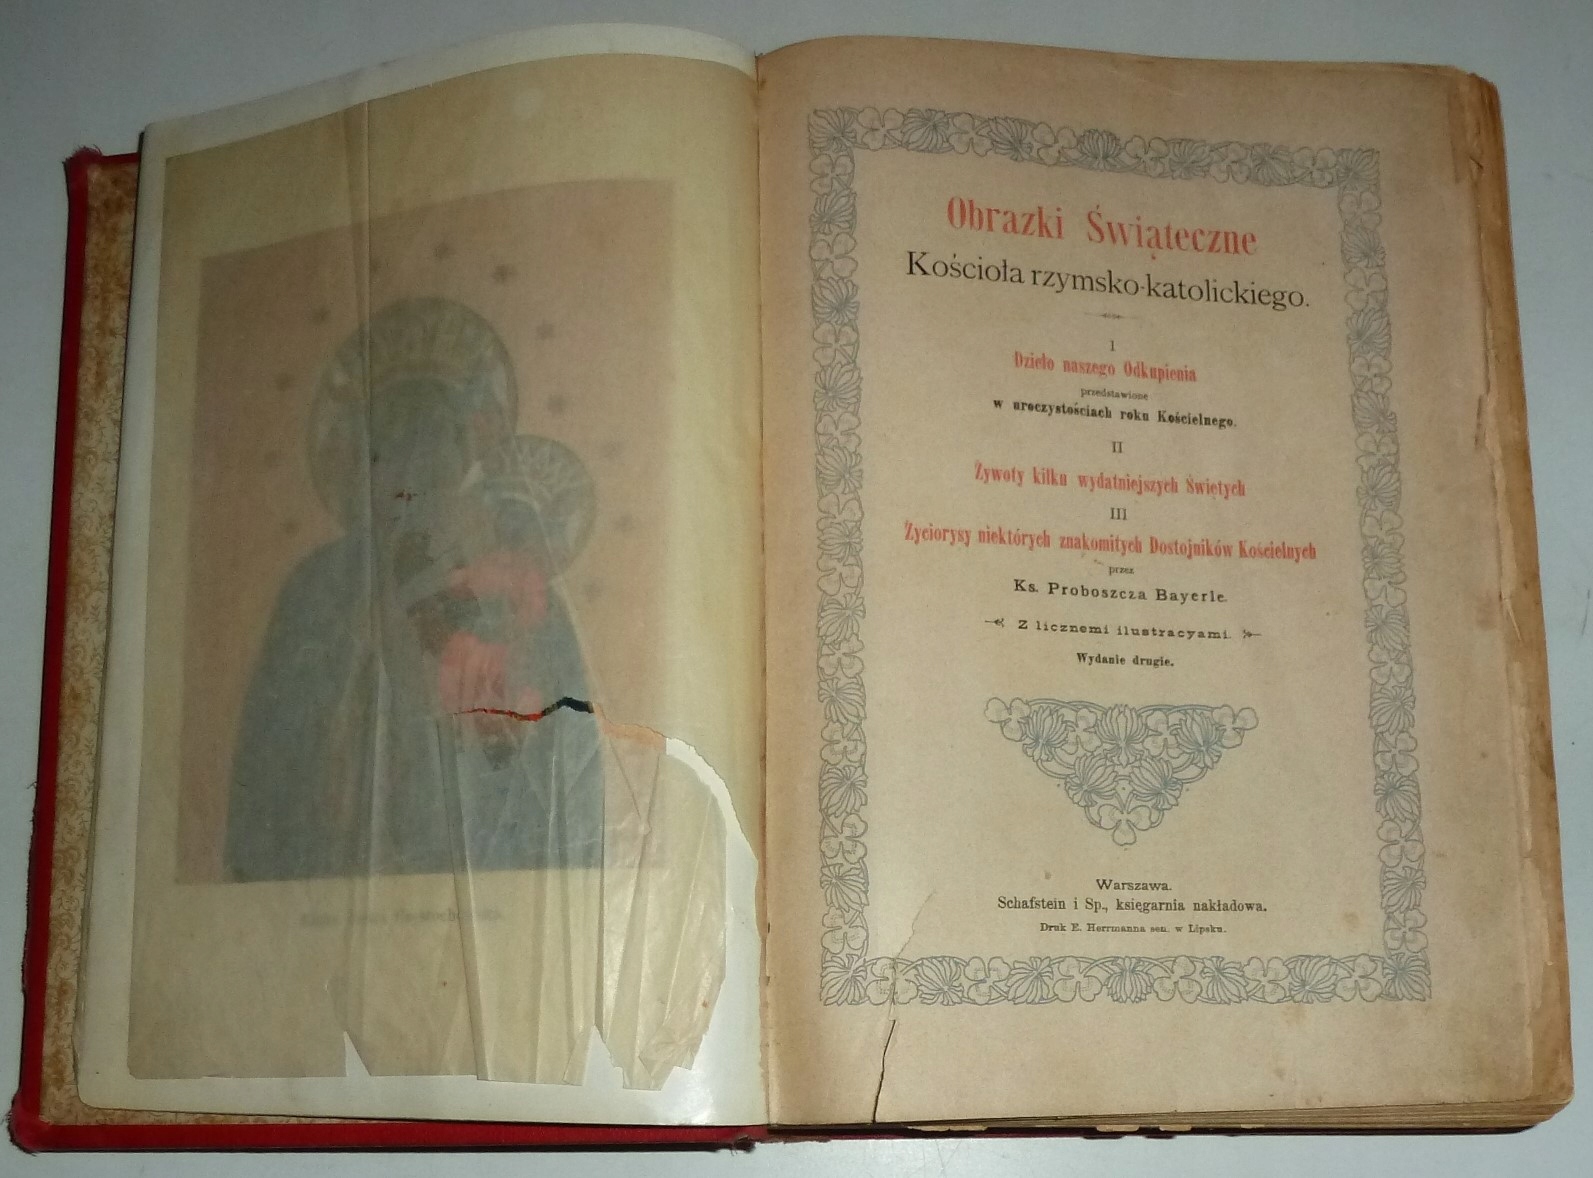 Obrazki Świąteczne
Kościoła rzymsko-katolickiego.
I
Dzieło naszego Odkupienia
przedstawione
w uroczystościach roku Kościelnego.
II
Żywoty kilku wydatniejszych Świętych
III
Życiorysy niektórych znakomitych Dostojników Kościelnych
przez
Ks. Proboszcza Bayerle.
Z licznemi ilustracyami.
Wydanie drugie.
Warszawa.
Schafstein i Sp., księgarnia nakładowa.
Druk E. Herrmanna sen. w Lipsku.